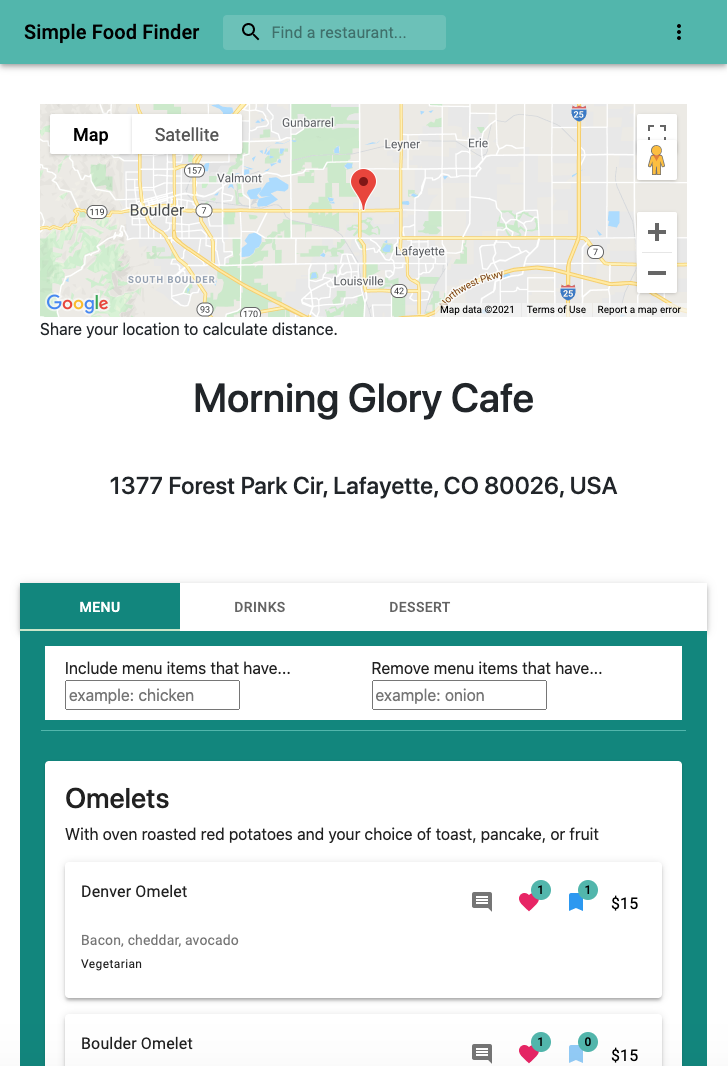 Simple Food Finder
Find a restaurant...
Map
Satellite
Gunbarrel
25
Leyner
Erie
157
Valmont
119
Boulder
7
Lafayette
7
SOUTH BOULDER
Louisville
42
orthwest Pkwy
25
93
170
Google
Map data ©2021
Terms of Use
Report a map error
Share your location to calculate distance.
Morning Glory Cafe
1377 Forest Park Cir, Lafayette, CO 80026, USA
MENU
DRINKS
DESSERT
Include menu items that have...
Remove menu items that have...
example: chicken
example: onion
Omelets
With oven roasted red potatoes and your choice of toast, pancake, or fruit
Denver Omelet
1
1
$15
Bacon, cheddar, avocado
Vegetarian
Boulder Omelet
1
0
$15